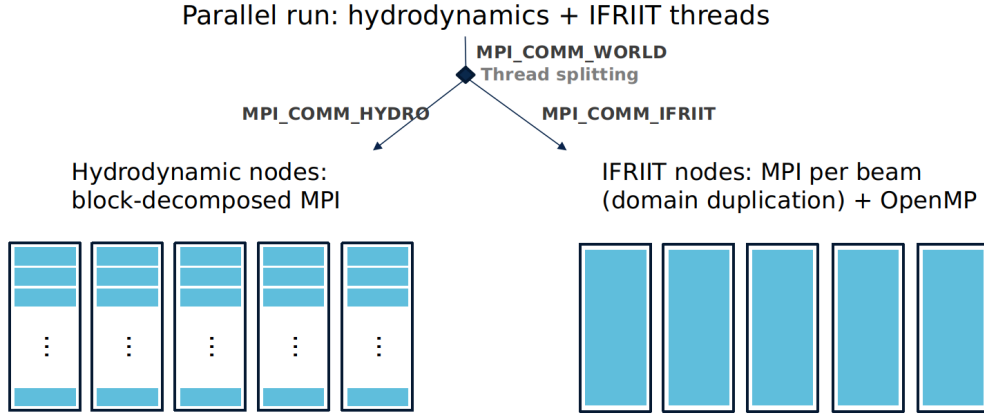 Parallel run: hydrodynamics + IFRIIT threads
MPI_COMM_WORLD
Thread splitting
MPI_COMM_HYDRO
MPI_COMM_IFRIIT
Hydrodynamic nodes:
block-decomposed MPI
IFRIIT nodes: MPI per beam
(domain duplication) + OpenMP